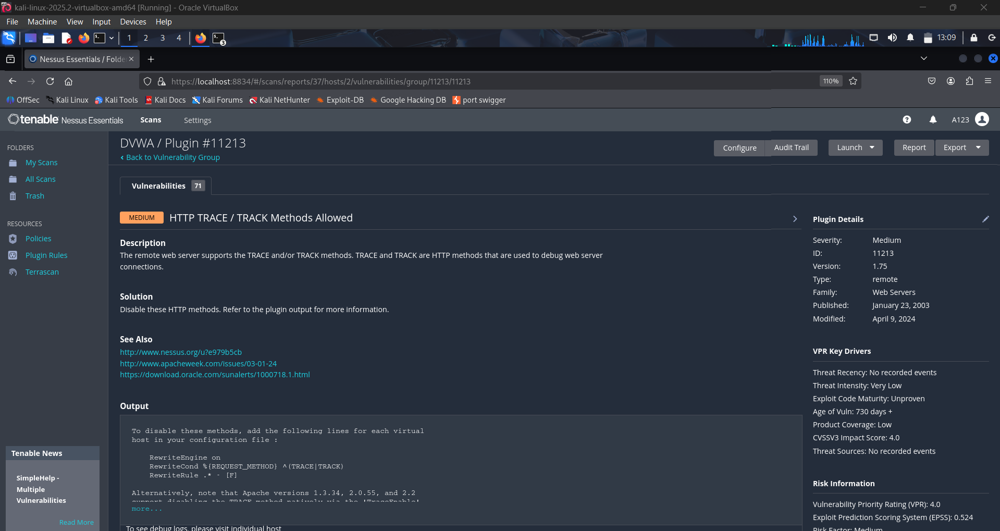 kali-linux-2025.2-virtualbox-amd64 [Running] - Oracle VirtualBox
File Machine View Input Devices Help
1 2 3 4 3 13:09
Nessus Essentials / Folde
https://localhost:8834/#/scans/reports/37/hosts/2/vulnerabilities/group/11213/11213 110%
OffSec Kali Linux Kali Tools Kali Docs Kali Forums Kali NetHunter Exploit-DB Google Hacking DB port swigger
tenable Nessus Essentials Scans Settings A123
FOLDERS
My Scans
All Scans
Trash
RESOURCES
Policies
Plugin Rules
Terrascan
Tenable News
SimpleHelp -
Multiple
Vulnerabilities
Read More
DVWA / Plugin #11213
Back to Vulnerability Group
Configure Audit Trail Launch Report Export
Vulnerabilities 71
MEDIUM HTTP TRACE / TRACK Methods Allowed
Description
The remote web server supports the TRACE and/or TRACK methods. TRACE and TRACK are HTTP methods that are used to debug web server
connections.
Solution
Disable these HTTP methods. Refer to the plugin output for more information.
See Also
http://www.nessus.org/u?e979b5cb
http://www.apacheweek.com/issues/03-01-24
https://download.oracle.com/sunalerts/1000718.1.html
Output
To disable these methods, add the following lines for each virtual
host in your configuration file :
RewriteEngine on
RewriteCond %{REQUEST_METHOD} ^(TRACE|TRACK)
RewriteRule .* - [F]
Alternatively, note that Apache versions 1.3.34, 2.0.55, and 2.2
support disabling the TRACE method natively via the 'TraceEnable'
more...
To see debug logs, please visit individual host
Plugin Details
Severity: Medium
ID: 11213
Version: 1.75
Type: remote
Family: Web Servers
Published: January 23, 2003
Modified: April 9, 2024
VPR Key Drivers
Threat Recency: No recorded events
Threat Intensity: Very Low
Exploit Code Maturity: Unproven
Age of Vuln: 730 days +
Product Coverage: Low
CVSSV3 Impact Score: 4.0
Threat Sources: No recorded events
Risk Information
Vulnerability Priority Rating (VPR): 4.0
Exploit Prediction Scoring System (EPSS): 0.524
Risk Factor: Medium